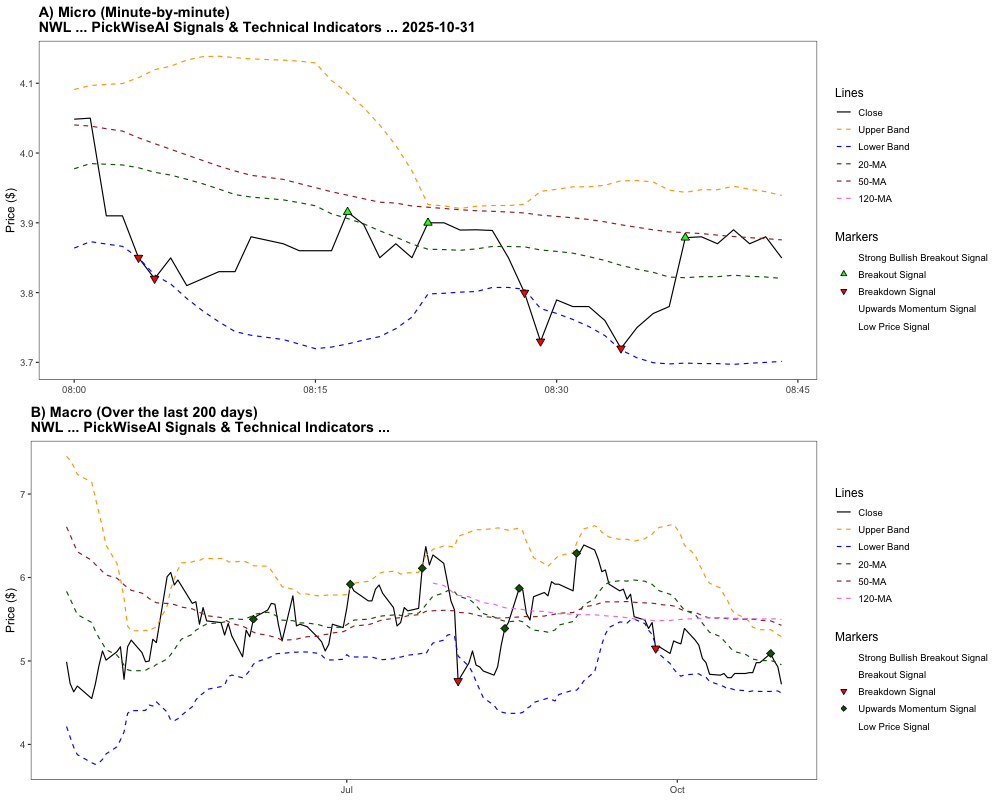 A) Micro (Minute-by-minute)
NWL ... PickWiseAI Signals & Technical Indicators ... 2025-10-31
Price ($)
4.1
4.0
3.9
3.8
3.7
08:00
08:15
08:30
08:45
Lines
Close
Upper Band
Lower Band
20-MA
50-MA
120-MA
Markers
Strong Bullish Breakout Signal
Breakout Signal
Breakdown Signal
Upwards Momentum Signal
Low Price Signal
B) Macro (Over the last 200 days)
NWL ... PickWiseAI Signals & Technical Indicators ...
Price ($)
7
6
5
4
Jul
Oct
Lines
Close
Upper Band
Lower Band
20-MA
50-MA
120-MA
Markers
Strong Bullish Breakout Signal
Breakout Signal
Breakdown Signal
Upwards Momentum Signal
Low Price Signal